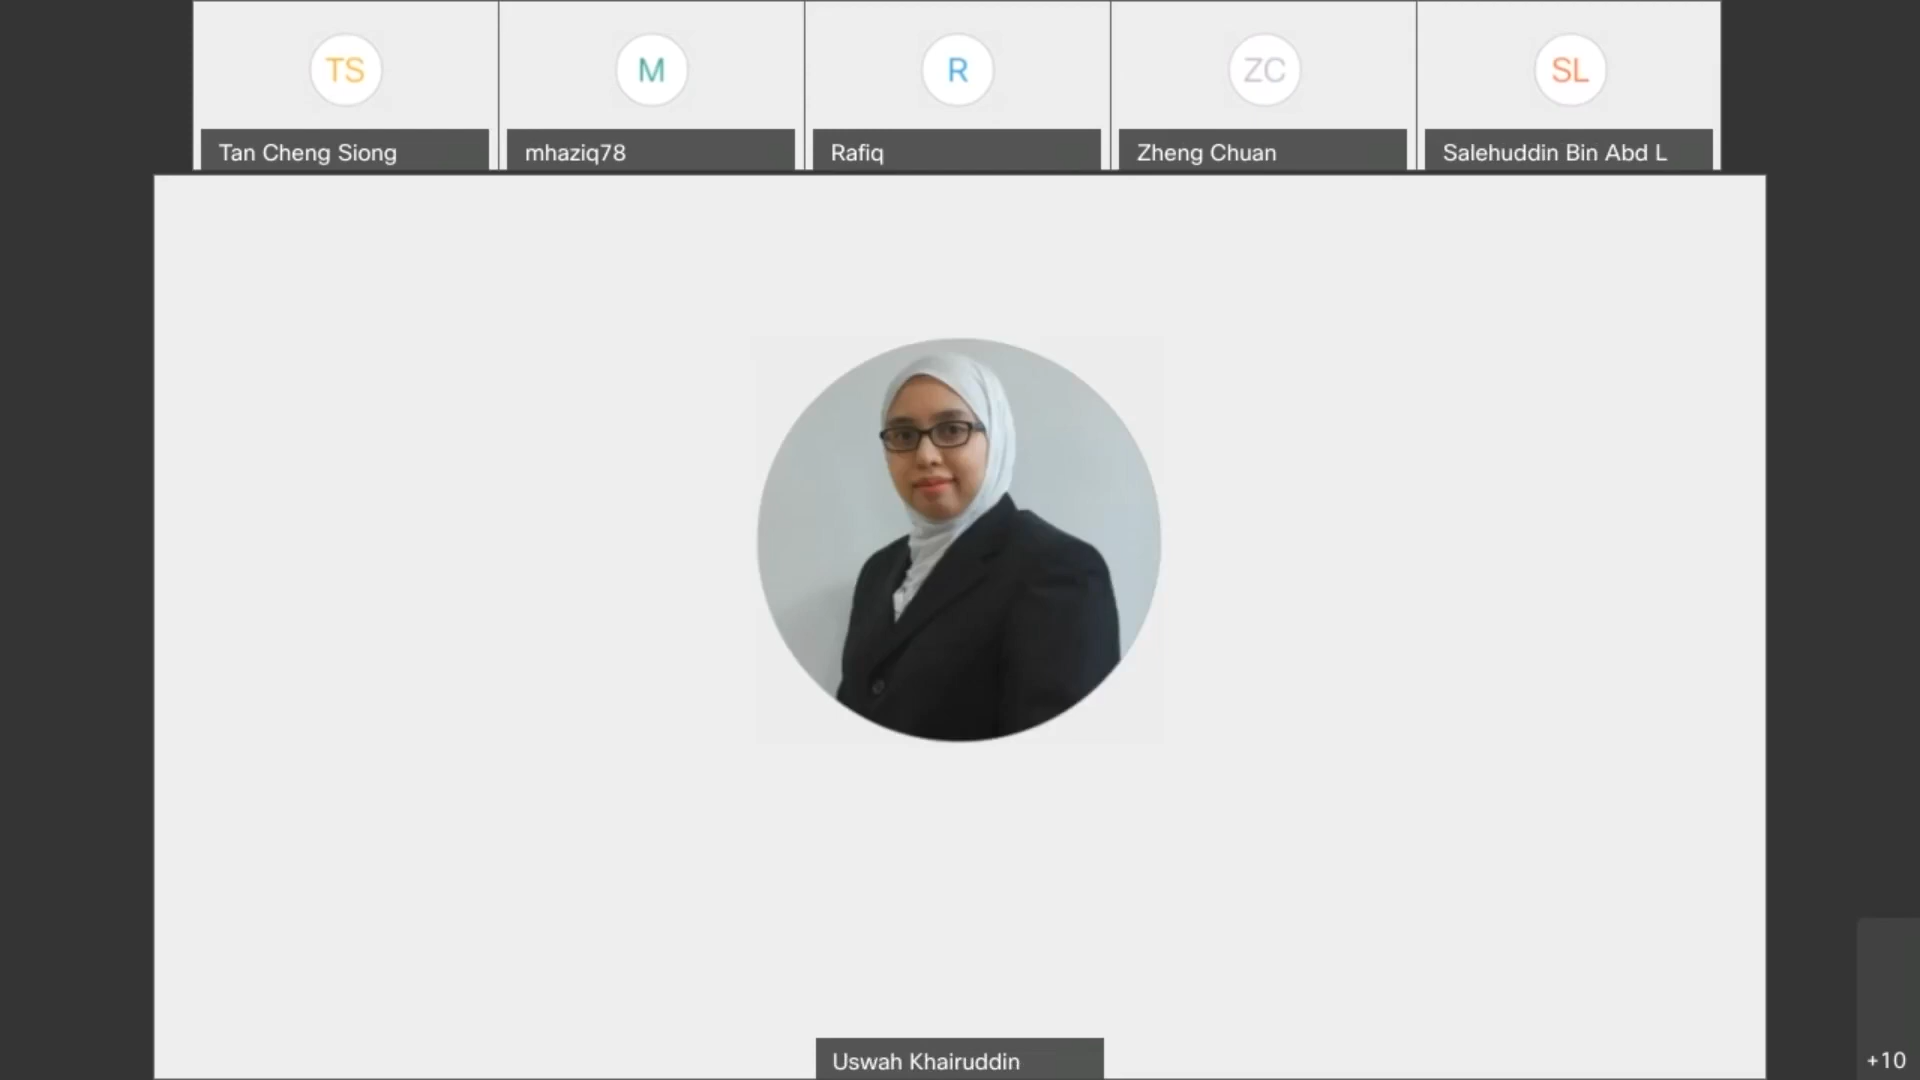 TS
M
R
ZC
SL
Tan Cheng Siong
mhaziq78
Rafiq
Zheng Chuan
Salehuddin Bin Abd L
Uswah Khairuddin
+10